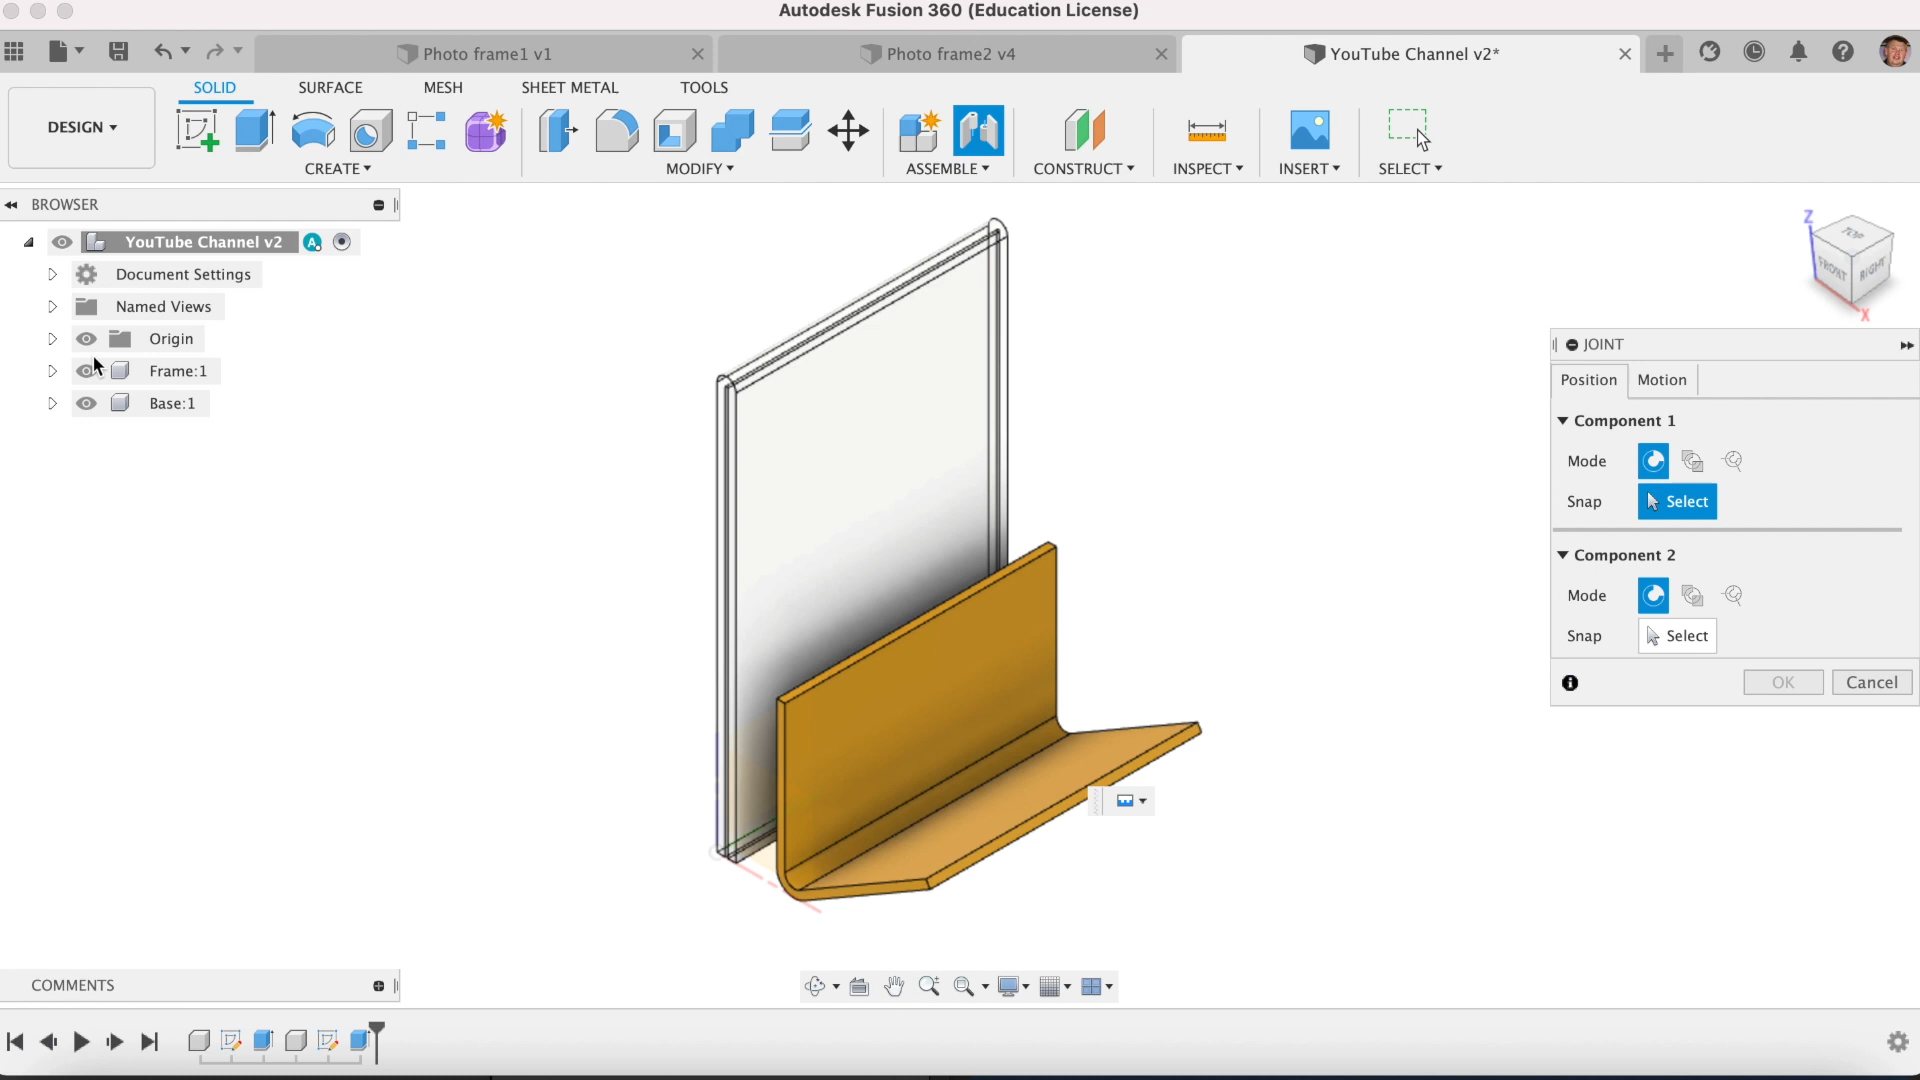 Autodesk Fusion 360 (Education License)
Photo frame1 v1
Photo frame2 v4
YouTube Channel v2*
SOLID
SURFACE
MESH
SHEET METAL
TOOLS
DESIGN
CREATE
MODIFY
ASSEMBLE
CONSTRUCT
INSPECT
INSERT
SELECT
BROWSER
YouTube Channel v2
A
Document Settings
Named Views
Origin
Frame:1
Base:1
Z
TOP
FRONT
RIGHT
X
JOINT
Position
Motion
Component 1
Mode
Snap
Select
Component 2
Mode
Snap
Select
OK
Cancel
COMMENTS